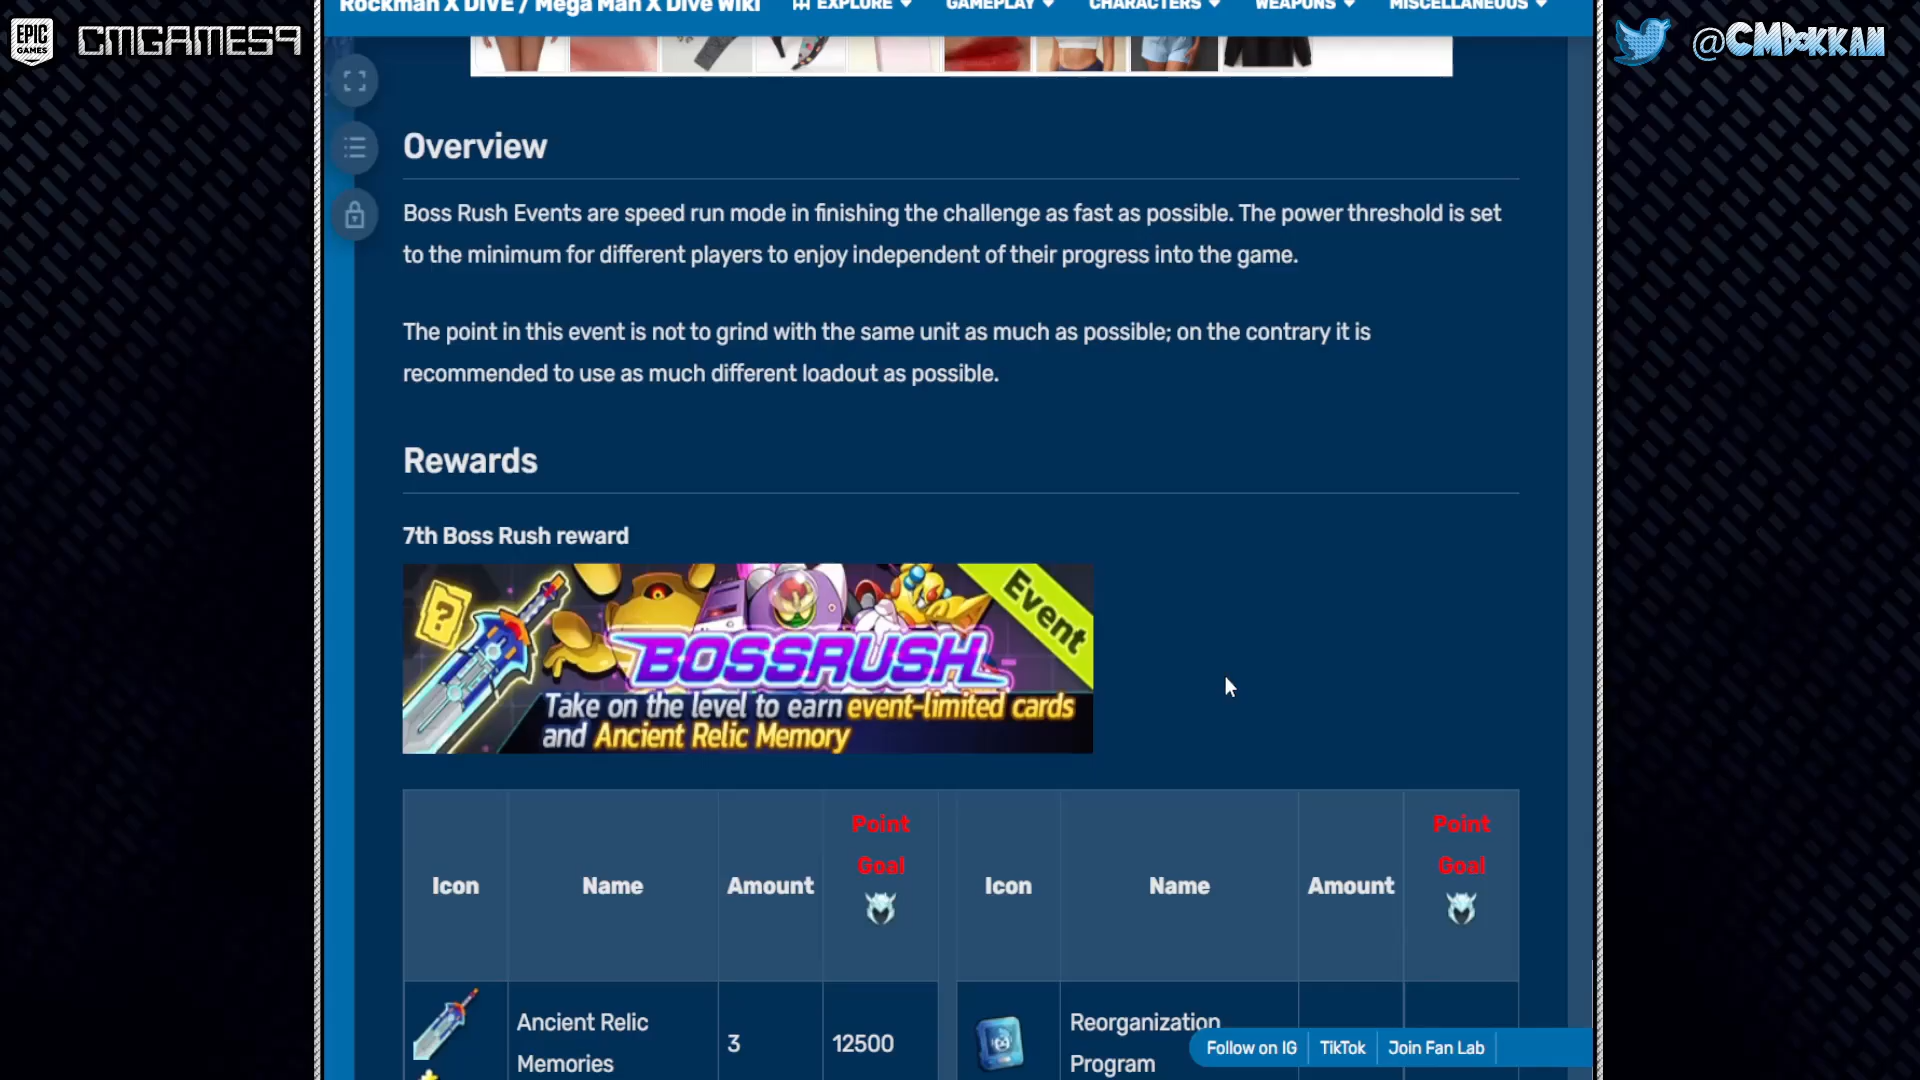 EPIC GAMES
CMGAMES9
Rockman X DiVE / Mega Man X Dive Wiki
EXPLORE
GAMEPLAY
CHARACTERS
WEAPONS
MISCELLANEOUS
@CMDOKKAN
Overview
Boss Rush Events are speed run mode in finishing the challenge as fast as possible. The power threshold is set
to the minimum for different players to enjoy independent of their progress into the game.
The point in this event is not to grind with the same unit as much as possible; on the contrary it is
recommended to use as much different loadout as possible.
Rewards
7th Boss Rush reward
?
Event
BOSSRUSH
Take on the level to earn event-limited cards
and Ancient Relic Memory
Icon
Name
Amount
Point
Goal
Icon
Name
Amount
Point
Goal
Ancient Relic
Memories
3
12500
Reorganization
Program
Follow on IG
TikTok
Join Fan Lab